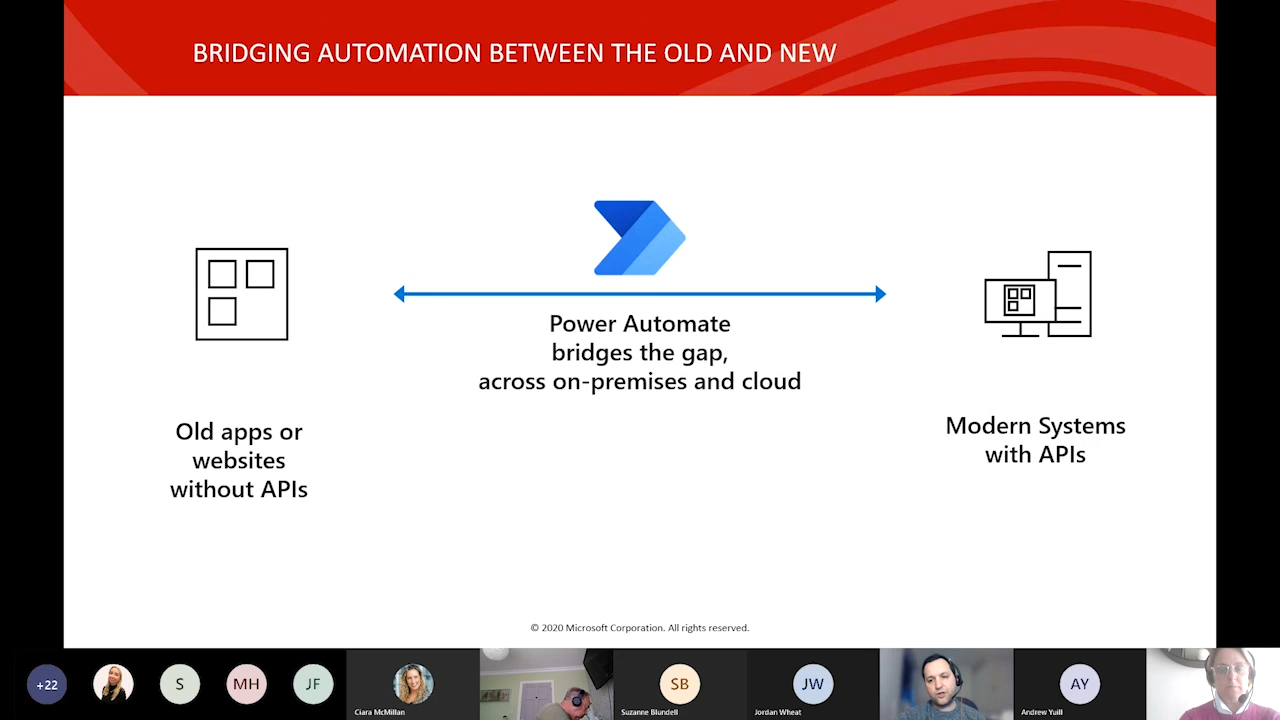 BRIDGING AUTOMATION BETWEEN THE OLD AND NEW
Power Automate
bridges the gap,
across on-premises and cloud
Old apps or
websites
without APIs
Modern Systems
with APIs
© 2020 Microsoft Corporation. All rights reserved.
+22
S
MH
JF
Ciara McMillan
SB
Suzanne Blundell
JW
Jordan Wheat
AY
Andrew Yuill